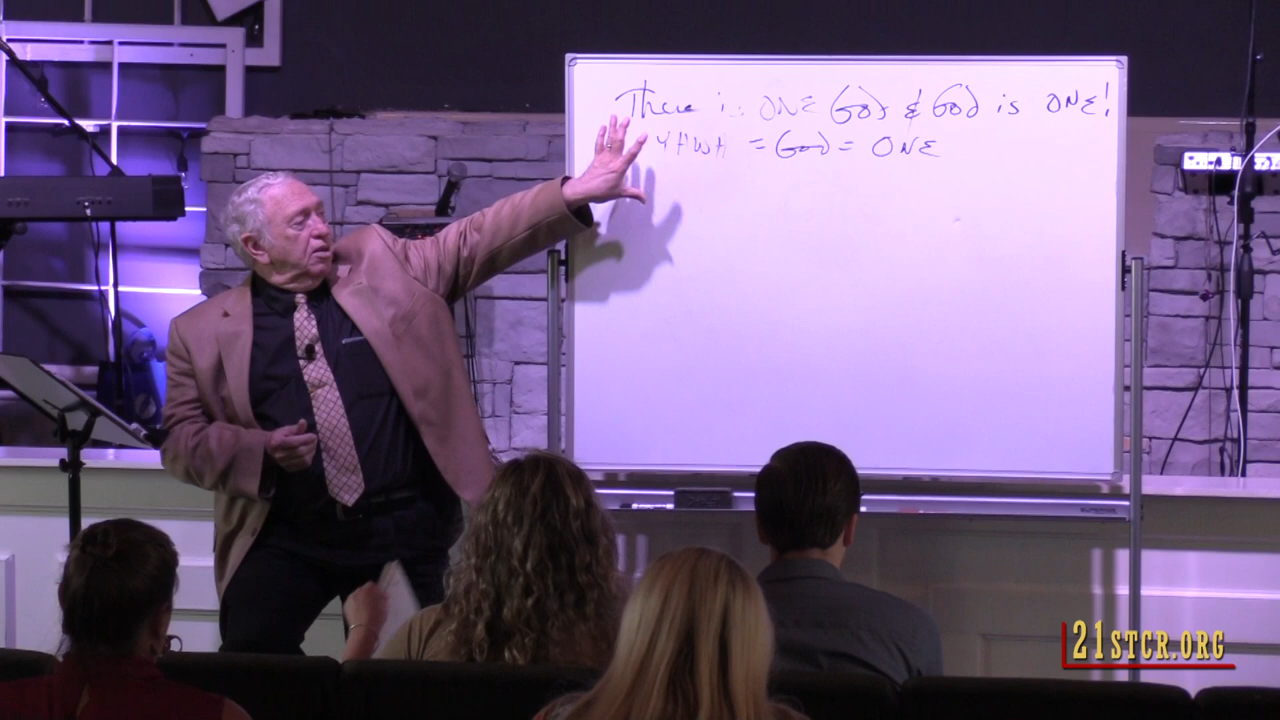 There is ONE GOD & GOD is ONE!
YHWH = GOD = ONE
21STCR.ORG